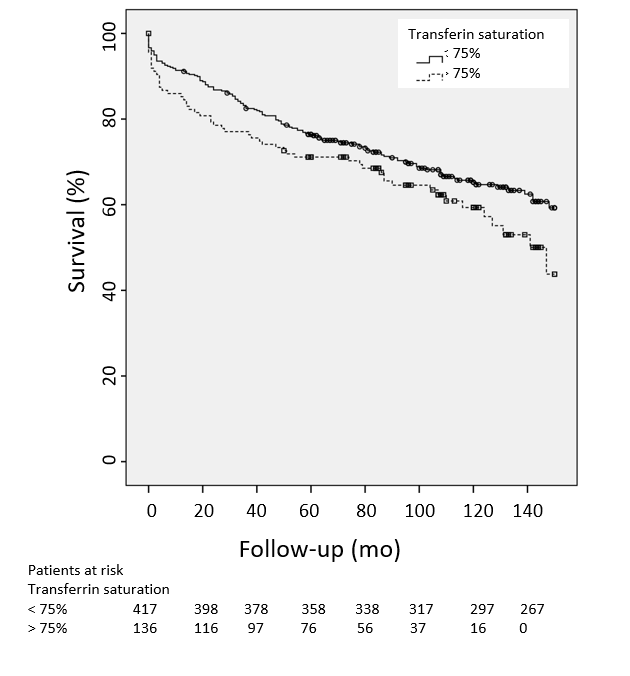 Transferin saturation
< 75%
> 75%
100
80
60
40
20
0
Survival (%)
0 20 40 60 80 100 120 140
Follow-up (mo)
Patients at risk
Transferrin saturation
< 75% 417 398 378 358 338 317 297 267
> 75% 136 116 97 76 56 37 16 0